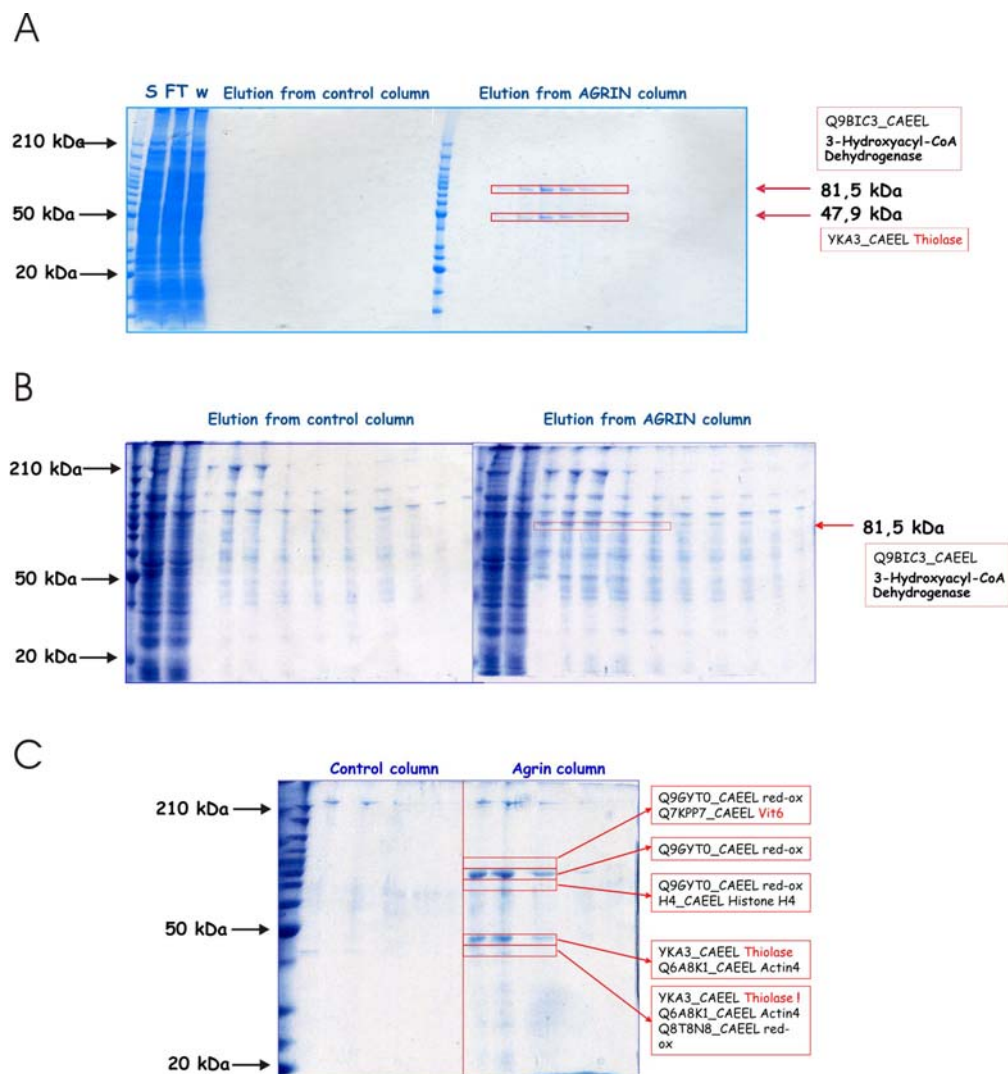 A
S FT w Elution from control column Elution from AGRIN column
210 kDa
50 kDa
20 kDa
Q9BIC3_CAEEL
3-Hydroxyacyl-CoA
Dehydrogenase
81,5 kDa
47,9 kDa
YKA3_CAEEL Thiolase
B
Elution from control column Elution from AGRIN column
210 kDa
50 kDa
20 kDa
81,5 kDa
Q9BIC3_CAEEL
3-Hydroxyacyl-CoA
Dehydrogenase
C
Control column Agrin column
210 kDa
50 kDa
20 kDa
Q9GYT0_CAEEL red-ox
Q7KPP7_CAEEL Vit6
Q9GYT0_CAEEL red-ox
Q9GYT0_CAEEL red-ox
H4_CAEEL Histone H4
YKA3_CAEEL Thiolase
Q6A8K1_CAEEL Actin4
YKA3_CAEEL Thiolase !
Q6A8K1_CAEEL Actin4
Q8T8N8_CAEEL red-
ox